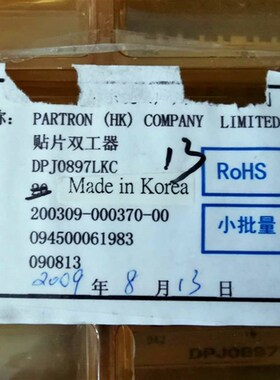 称: PARTRON (HK) COMPANY LIMITED
贴片双工器
DPJ0897LKC
13
RoHS
Made in Korea
200309-000370-00
小批量
094500061983
090813
2009 年 8 月 13 日
DPJ0897